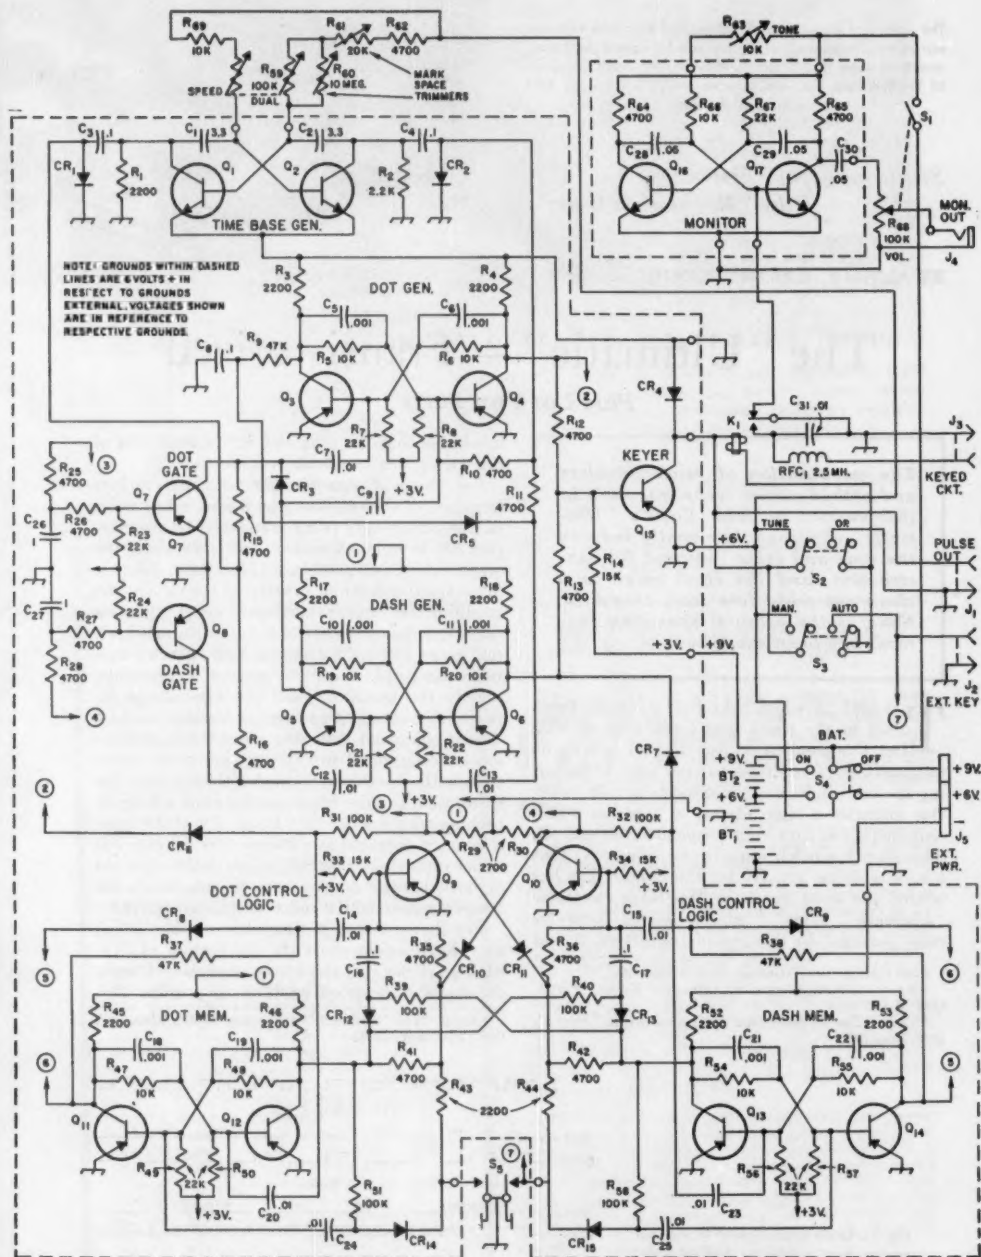 R69
10K
R61
20K
R62
4700
R63
10K
TONE
R59
100K
R60
10 MEG.
SPEED
DUAL
MARK
SPACE
TRIMMERS
R64
4700
R66
10K
R67
22K
R65
4700
S1
C3 .1
C1 3.3
C2 3.3
C4 .1
C28 .05
C29 .05
C30
.05
CR1
R1
2200
Q1
Q2
R2
2.2K
CR2
Q16
Q17
MONITOR
MON.
OUT
R68
100K
VOL.
J4
TIME BASE GEN.
NOTE: GROUNDS WITHIN DASHED
LINES ARE 6 VOLTS + IN
RESPECT TO GROUNDS
EXTERNAL. VOLTAGES SHOWN
ARE IN REFERENCE TO
RESPECTIVE GROUNDS.
R3
2200
DOT GEN.
R4
2200
C5
.001
C6
.001
C8 .1
R9 47K
R5
10K
R6
10K
Q3
Q4
2
CR4
K1
C31 .01
J3
RFC1 2.5MH.
KEYED
CKT.
R7
22K
R8
22K
R12
4700
C7
.01
R10 4700
+3V.
KEYER
Q15
R25
4700
3
DOT
GATE
Q7
CR3
C9
.1
R11
4700
CR5
C26
.1
R26
4700
R23
22K
Q7
R15
4700
1
+6V.
TUNE
OR
S2
PULSE
OUT
J1
R14
15K
R17
2200
R18
2200
DASH GEN.
R13
4700
C10 .001
C11 .001
C27
.1
R24
22K
R27
4700
Q8
DASH
GATE
R28
4700
4
R19 10K
R20 10K
MAN.
AUTO
S3
+3V.
+9V.
J2
EXT. KEY
Q5
Q6
7
R21
22K
R22
22K
R16
4700
C12
.01
C13
.01
+3V.
CR7
BAT.
+9V.
ON
OFF
S4
BT2
+6V.
BT1
+9V.
+6V.
J5
EXT.
PWR.
2
3
1
4
CR6
R31 100K
R29
R30
2700
R32 100K
R33 15K
+3V.
Q9
Q10
R34 15K
+3V.
DOT CONTROL
LOGIC
DASH CONTROL
LOGIC
CR8
C14
.01
C15
.01
CR9
R37
47K
5
1
C16
.1
R35
4700
CR10
CR11
R36
4700
.1
C17
R38
47K
6
R39
100K
R40
100K
R45
2200
DOT MEM.
R46
2200
CR12
CR13
R52
2200
DASH MEM.
R53
2200
C18
.001
C19
.001
R41
4700
R42
4700
C21
.001
C22
.001
6
R47
10K
R48
10K
R43
R44
2200
R54
10K
R55
10K
5
Q11
Q12
Q13
Q14
S5
7
R49
R50
22K
R51
100K
R58
100K
R56
R57
22K
+3V.
C20 .01
.01
C23
+3V.
.01
C24
CR14
CR15
.01
C25